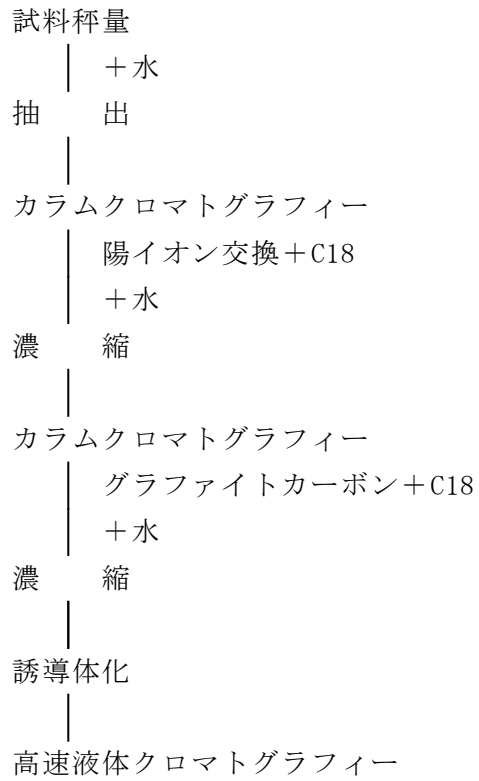 試料秤量
＋水
抽　　出
カラムクロマトグラフィー
陽イオン交換＋C18
＋水
濃　　縮
カラムクロマトグラフィー
グラファイトカーボン＋C18
＋水
濃　　縮
誘導体化
高速液体クロマトグラフィー